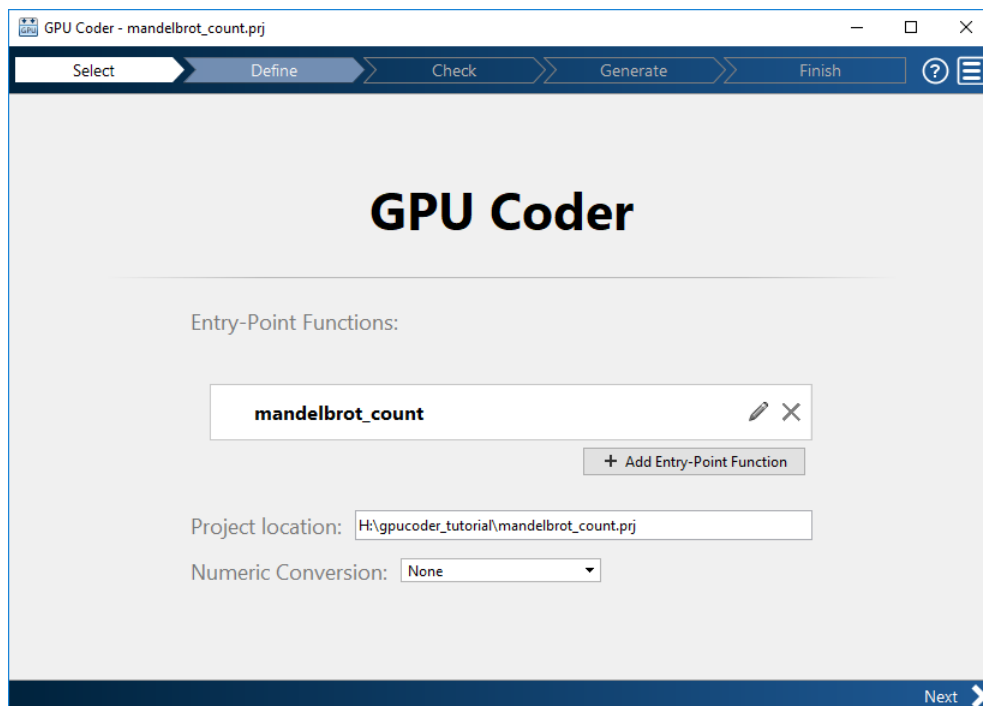 GPU GPU Coder - mandelbrot_count.prj
Select Define Check Generate Finish ?
GPU Coder
Entry-Point Functions:
mandelbrot_count
+ Add Entry-Point Function
Project location: H:\gpucoder_tutorial\mandelbrot_count.prj
Numeric Conversion: None
Next